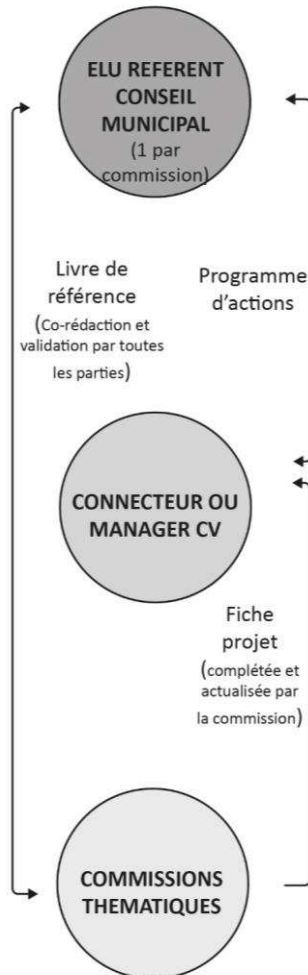 ELU REFERENT
CONSEIL
MUNICIPAL
(1 par
commission)
Livre de
référence
(Co-rédaction et
validation par toutes
les parties)
Programme
d'actions
CONNECTEUR OU
MANAGER CV
Fiche
projet
(complétée et
actualisée par
la commission)
COMMISSIONS
THEMATIQUES